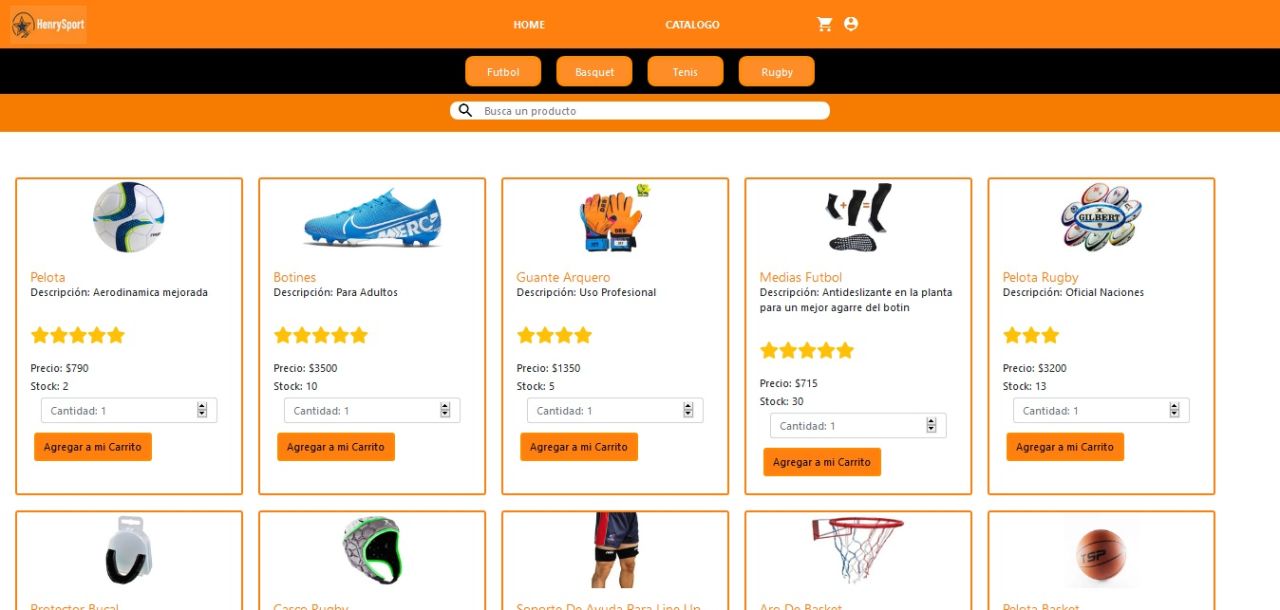 HenrySport
HOME
CATALOGO
Futbol
Basquet
Tenis
Rugby
Busca un producto
MERC
GILBERT
Pelota
Descripción: Aerodinamica mejorada
Precio: $790
Stock: 2
Cantidad: 1
Agregar a mi Carrito
Botines
Descripción: Para Adultos
Precio: $3500
Stock: 10
Cantidad: 1
Agregar a mi Carrito
Guante Arquero
Descripción: Uso Profesional
Precio: $1350
Stock: 5
Cantidad: 1
Agregar a mi Carrito
Medias Futbol
Descripción: Antideslizante en la planta
para un mejor agarre del botin
Precio: $715
Stock: 30
Cantidad: 1
Agregar a mi Carrito
Pelota Rugby
Descripción: Oficial Naciones
Precio: $3200
Stock: 13
Cantidad: 1
Agregar a mi Carrito
TSP
Protector Bucal
Casco Rugby
Soporte De Ayuda Para Line Up
Aro De Basket
Pelota Basket